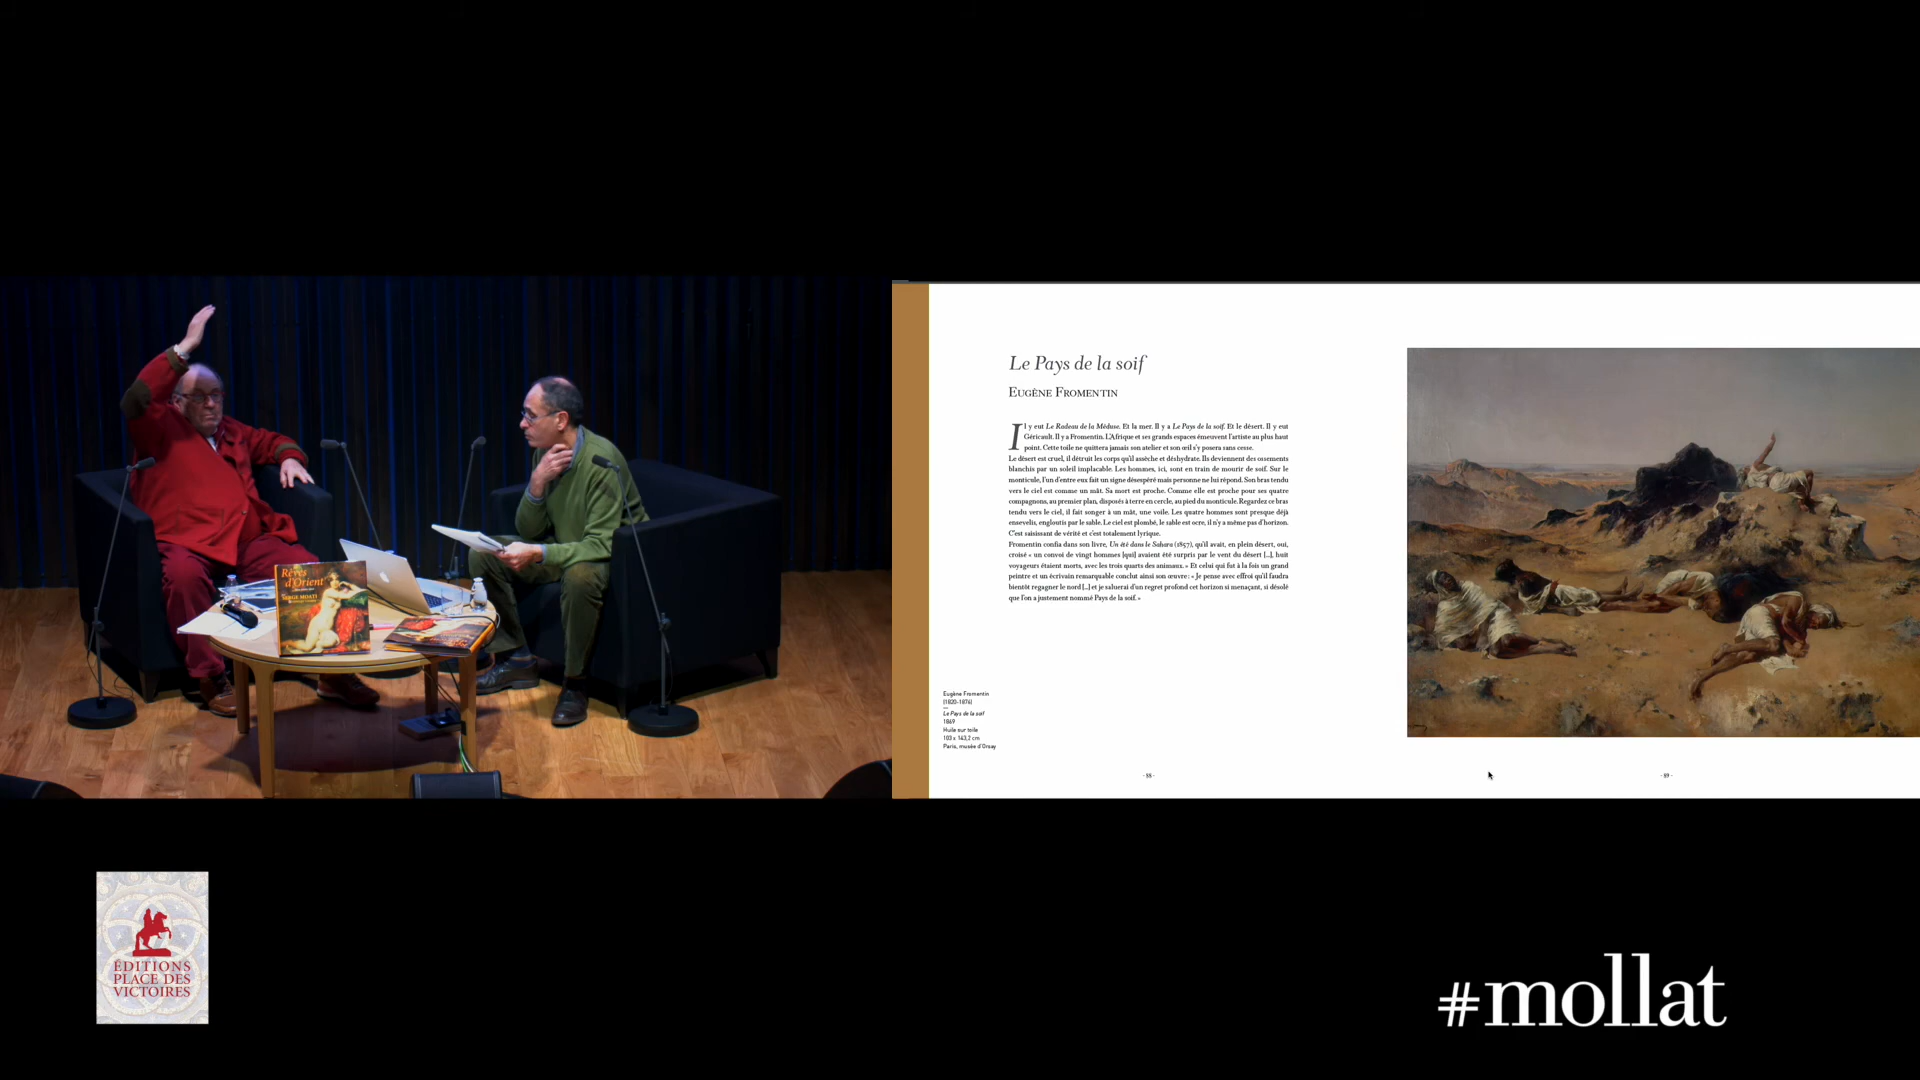 Rêves
d'Orient
SERGE MOATI
Le Pays de la soif
EUGÈNE FROMENTIN
Il y eut Le Radeau de la Méduse. Et la mer. Il y a Le Pays de la soif. Et le désert. Il y eut
Géricault. Il y a Fromentin. L'Afrique et ses grands espaces émeuvent l'artiste au plus haut
point. Cette toile ne quittera jamais son atelier et son œil s'y posera sans cesse.
Le désert est cruel, il détruit les corps qu'il assèche et déshydrate. Ils deviennent des ossements
blanchis par un soleil implacable. Les hommes, ici, sont en train de mourir de soif. Sur le
monticule, l'un d'entre eux fait un signe désespéré mais personne ne lui répond. Son bras tendu
vers le ciel est comme un mât. Sa mort est proche. Comme elle est proche pour ses quatre
compagnons, au premier plan, disposés à terre en cercle, au pied du monticule. Regardez ce bras
tendu vers le ciel, il fait songer à un mât, une voile. Les quatre hommes sont presque déjà
ensevelis, engloutis par le sable. Le ciel est plombé, le sable est ocre, il n'y a même pas d'horizon.
C'est saisissant de vérité et c'est totalement lyrique.
Fromentin confia dans son livre, Un été dans le Sahara (1857), qu'il avait, en plein désert, oui,
croisé « un convoi de vingt hommes [qui] avaient été surpris par le vent du désert [...], huit
voyageurs étaient morts, avec les trois quarts des animaux. » Et celui qui fut à la fois un grand
peintre et un écrivain remarquable conclut ainsi son œuvre : « Je pense avec effroi qu'il faudra
bientôt regagner le nord [...] et je saluerai d'un regret profond cet horizon si menaçant, si désolé
que l'on a justement nommé Pays de la soif. »
Eugène Fromentin
(1820-1876)
—
Le Pays de la soif
1869
Huile sur toile
103 x 143,2 cm
Paris, musée d'Orsay
- 88 -
- 89 -
ÉDITIONS
PLACE DES
VICTOIRES
#mollat